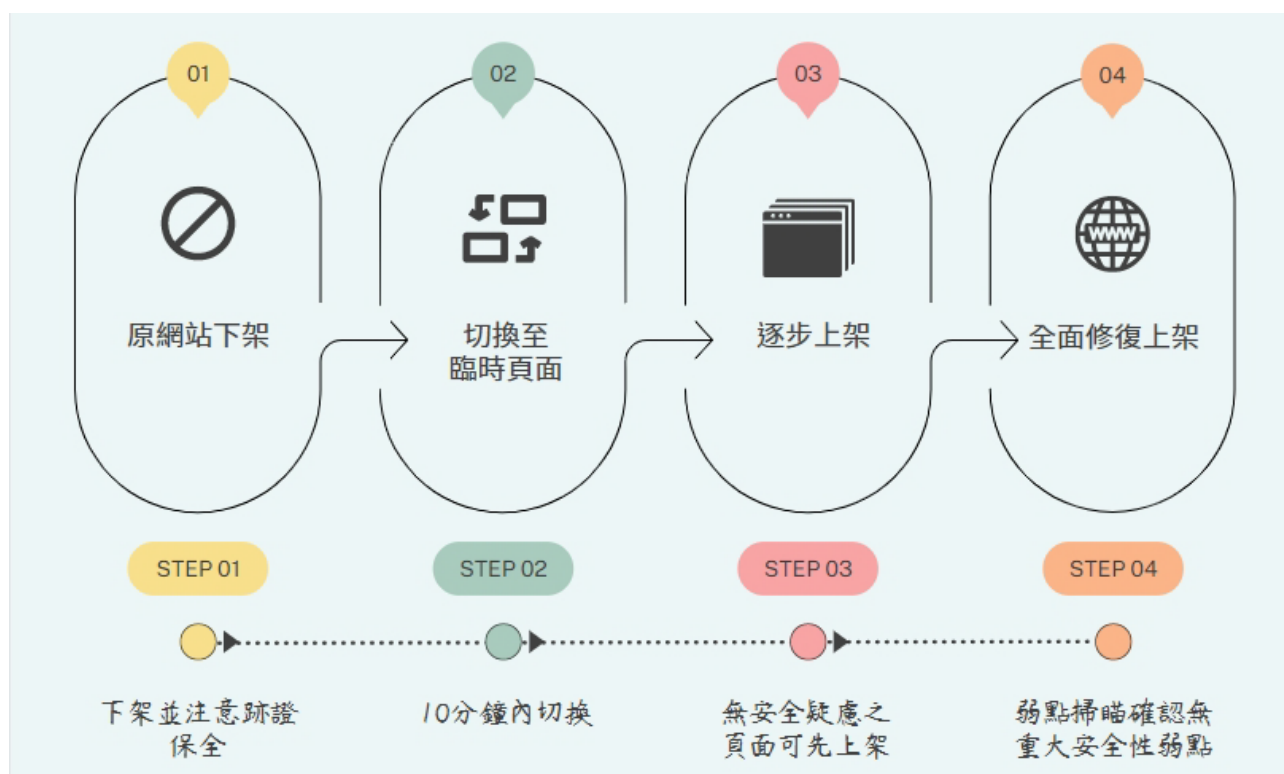 01
02
03
04
WWW
原網站下架
切換至
臨時頁面
逐步上架
全面修復上架
STEP 01
STEP 02
STEP 03
STEP 04
下架並注意跡證
保全
10分鐘內切換
無安全疑慮之
頁面可先上架
弱點掃瞄確認無
重大安全性弱點